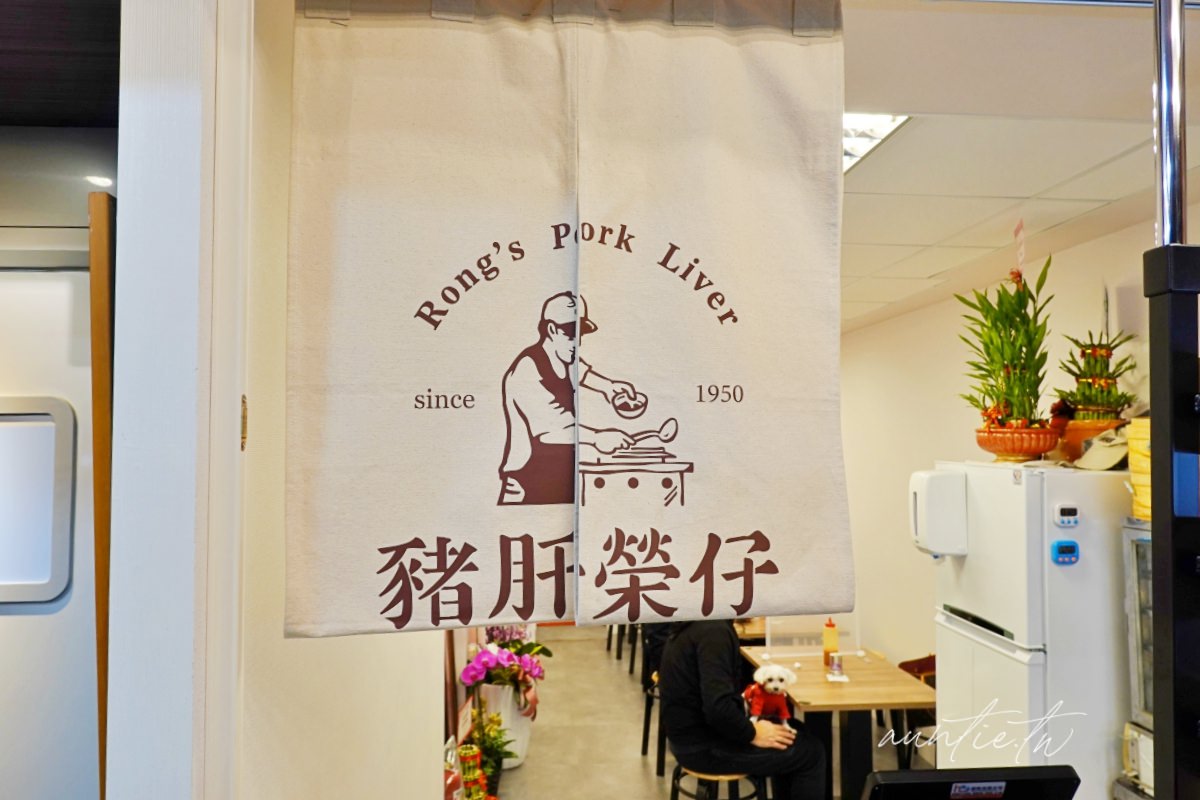 Rong's Pork Liver
since 1950
豬肝榮仔
auntie.tw